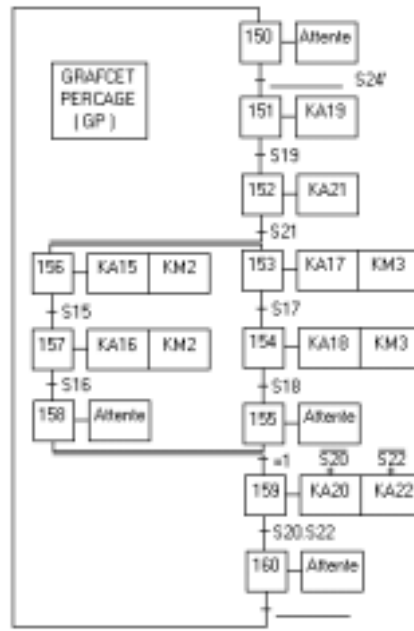 150 Attente
GRAFCET
PERCAGE
( GP )
S24'
151 KA19
S19
152 KA21
S21
156 KA15 KM2 153 KA17 KM3
S15 S17
157 KA16 KM2 154 KA18 KM3
S16 S18
158 Attente 155 Attente
=1 S20 S22
159 KA20 KA22
S20.S22
160 Attente